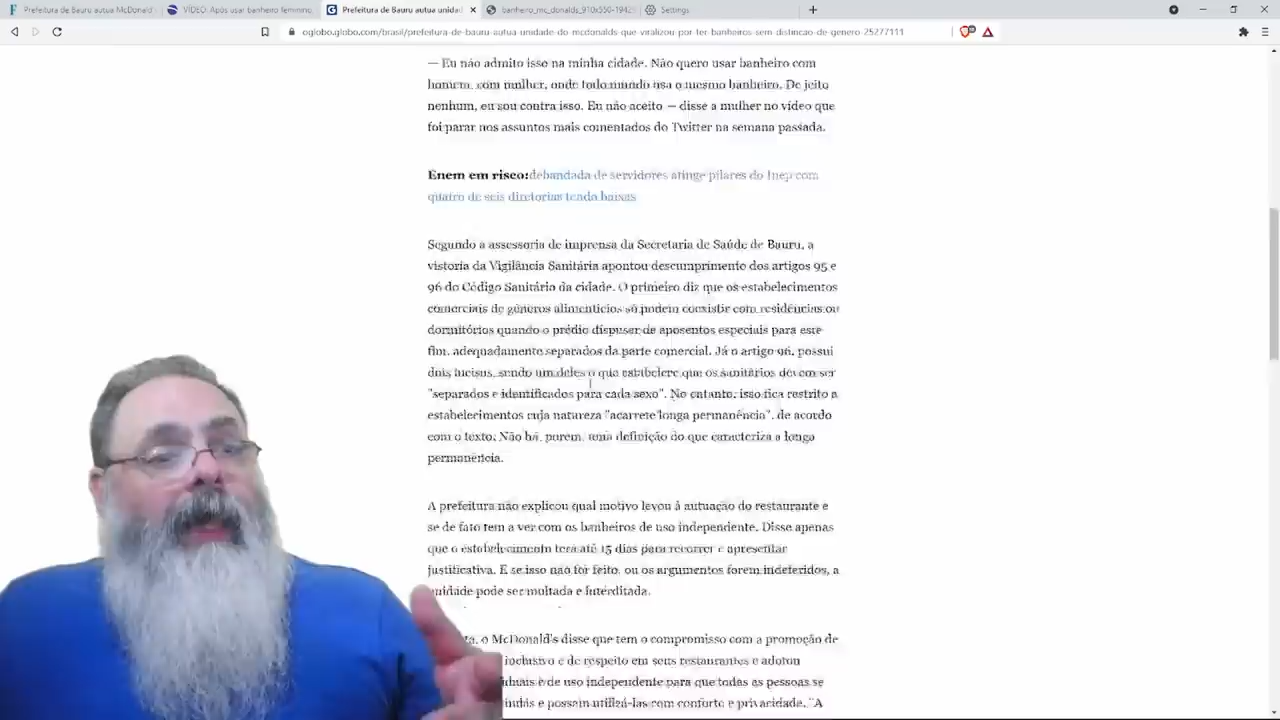 Prefeitura de Bauru autua McDonald'
VÍDEO: Após usar banheiro feminino,
Prefeitura de Bauru autua unidad
banheiro_mc_donalds_910x550-1942
Settings
oglobo.globo.com/brasil/prefeitura-de-bauru-autua-unidade-do-mcdonalds-que-viralizou-por-ter-banheiros-sem-distincao-de-genero-25277111
— Eu não admito isso na minha cidade. Não quero usar banheiro com
homem, com mulher, onde todo mundo usa o mesmo banheiro. De jeito
nenhum, eu sou contra isso. Eu não aceito — disse a mulher no vídeo que
foi parar nos assuntos mais comentados do Twitter na semana passada.
Enem em risco: debandada de servidores atinge pilares do Inep com
quatro de seis diretorias tendo baixas
Segundo a assessoria de imprensa da Secretaria de Saúde de Bauru, a
vistoria da Vigilância Sanitária apontou descumprimento dos artigos 95 e
96 do Código Sanitário da cidade. O primeiro diz que os estabelecimentos
comerciais de gêneros alimentícios só podem coexistir com residências ou
dormitórios quando o prédio dispuser de aposentos especiais para este
fim, adequadamente separados da parte comercial. Já o artigo 96, possui
dois incisos, sendo um deles o que estabelece que os sanitários devem ser
"separados e identificados para cada sexo". No entanto, isso fica restrito a
estabelecimentos cuja natureza "acarrete longa permanência", de acordo
com o texto. Não há, porém, uma definição do que caracteriza a longa
permanência.
A prefeitura não explicou qual motivo levou à autuação do restaurante e
se de fato tem a ver com os banheiros de uso independente. Disse apenas
que o estabelecimento terá até 15 dias para recorrer e apresentar
justificativa. E se isso não for feito, ou os argumentos forem indeferidos, a
unidade pode ser multada e interditada.
o McDonald's disse que tem o compromisso com a promoção de
inclusivo e de respeito em seus restaurantes e adotou
de uso independente para que todas as pessoas se
e possam utilizá-las com conforto e privacidade. "A